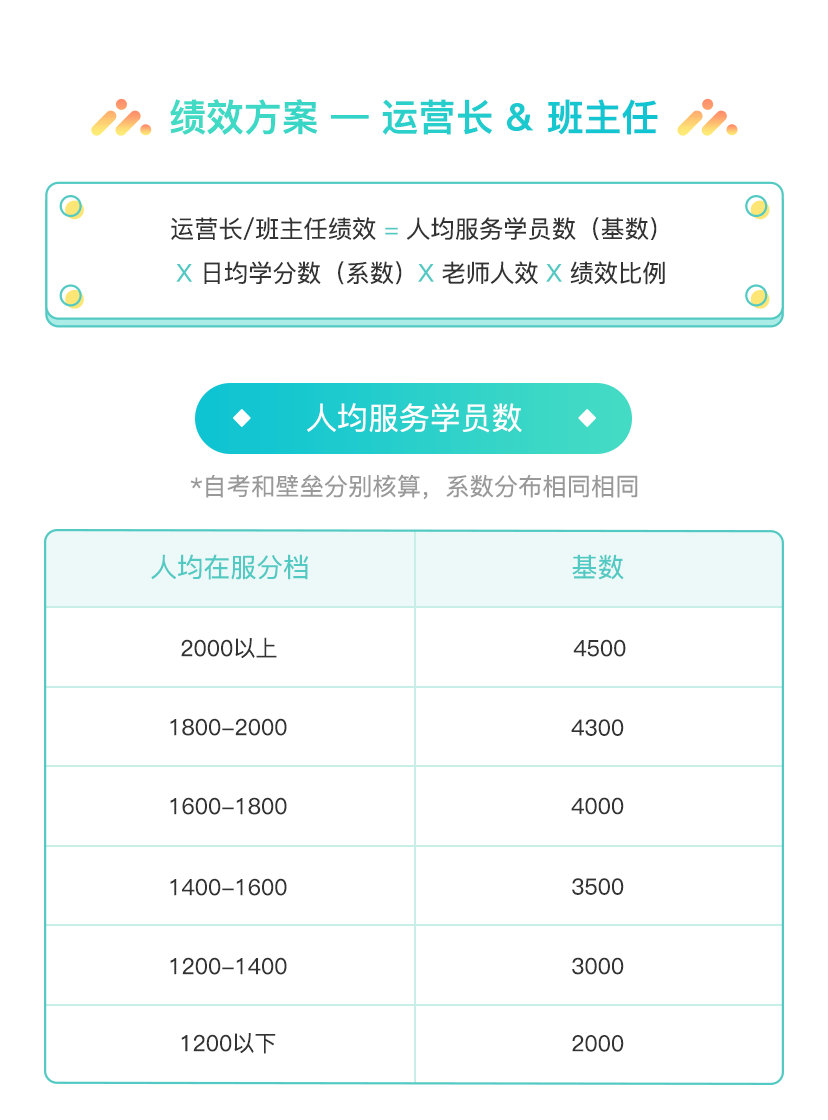 绩效方案 — 运营长 & 班主任
运营长/班主任绩效 = 人均服务学员数（基数）
X 日均学分数（系数）X 老师人效 X 绩效比例
人均服务学员数
*自考和壁垒分别核算，系数分布相同相同
人均在服分档 基数
2000以上 4500
1800–2000 4300
1600–1800 4000
1400–1600 3500
1200–1400 3000
1200以下 2000